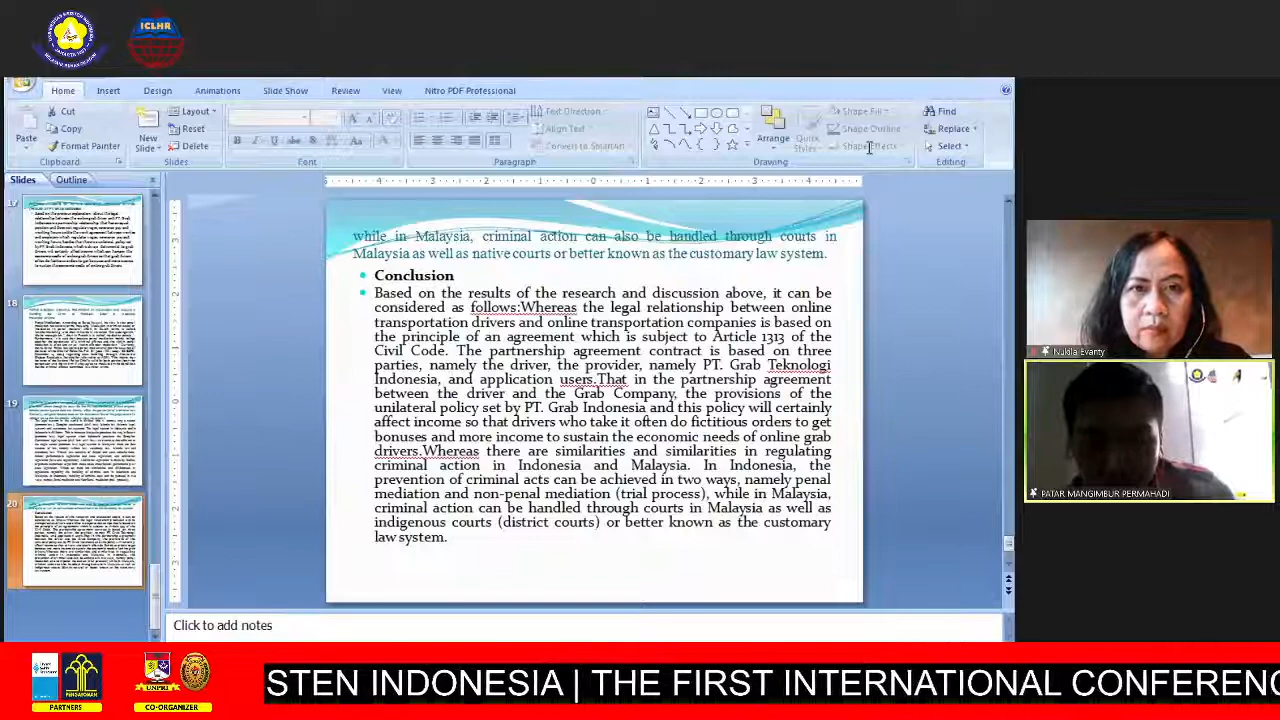 ICLHR
Home Insert Design Animations Slide Show Review View Nitro PDF Professional
Paste
Cut
Copy
Format Painter
Clipboard
New Slide
Layout
Reset
Delete
Slides
B I U
Aa
Font
Text Direction
Align Text
Converts to SmartArt
Paragraph
Arrange
Quick Styles
Shape Fill
Shape Outline
Shape Effects
Drawing
Find
Replace
Select
Editing
Slides Outline
17
18
19
20
while in Malaysia, criminal action can also be handled through courts in
Malaysia as well as native courts or better known as the customary law system.
Conclusion
Based on the results of the research and discussion above, it can be
considered as follows:Whereas the legal relationship between online
transportation drivers and online transportation companies is based on
the principle of an agreement which is subject to Article 1313 of the
Civil Code. The partnership agreement contract is based on three
parties, namely the driver, the provider, namely PT. Grab Teknologi
Indonesia, and application users.That in the partnership agreement
between the driver and the Grab Company, the provisions of the
unilateral policy set by PT. Grab Indonesia and this policy will certainly
affect income so that drivers who take it often do fictitious orders to get
bonuses and more income to sustain the economic needs of online grab
drivers.Whereas there are similarities and similarities in regulating
criminal action in Indonesia and Malaysia. In Indonesia, the
prevention of criminal acts can be achieved in two ways, namely penal
mediation and non-penal mediation (trial process), while in Malaysia,
criminal action can be handled through courts in Malaysia as well as
indigenous courts (district courts) or better known as the customary
law system.
Click to add notes
Nukila Evanty
PATAR MANGIMBUR PERMAHADI
PENGAYOMAN
PARTNERS
UNPRI
CO-ORGANIZER
STEN INDONESIA | THE FIRST INTERNATIONAL CONFERENC